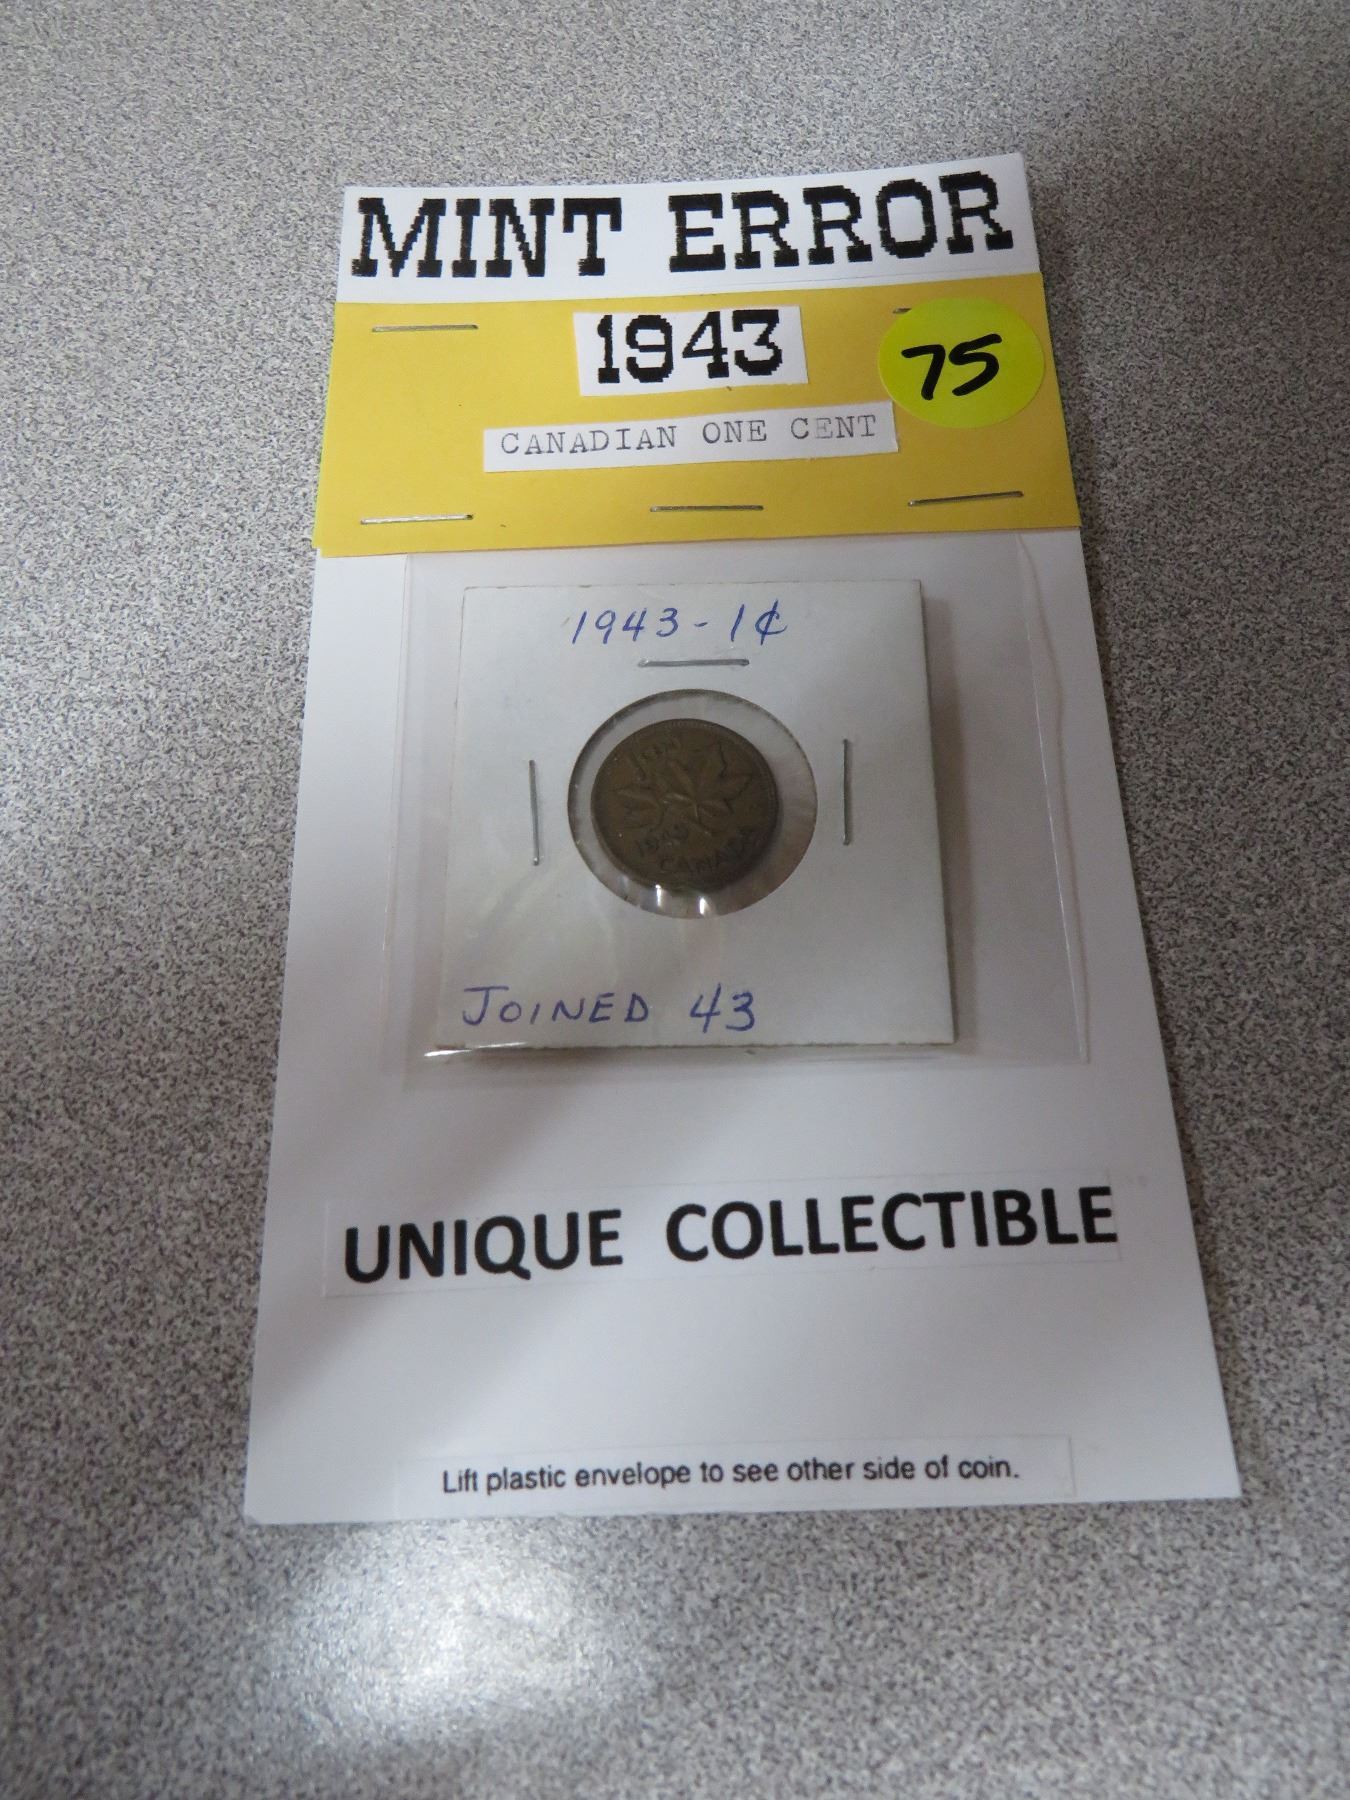 MINT ERROR
1943
75
CANADIAN ONE CENT
1943 - 1¢
1943
CANADA
JOINED 43
UNIQUE COLLECTIBLE
Lift plastic envelope to see other side of coin.